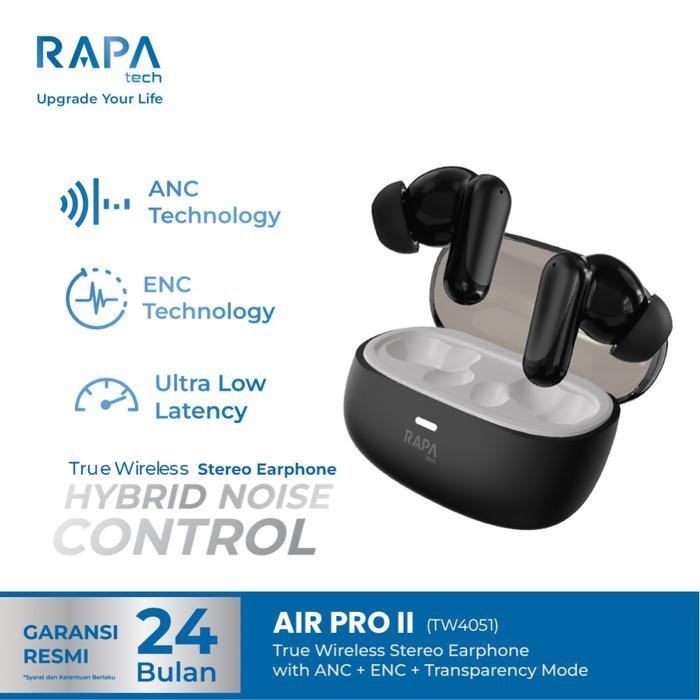 RAPA
tech
Upgrade Your Life
ANC
Technology
ENC
Technology
Ultra Low
Latency
True Wireless Stereo Earphone
HYBRID NOISE
CONTROL
RAPA
tech
GARANSI
RESMI
*Syarat dan Ketentuan Berlaku
24
Bulan
AIR PRO II (TW4051)
True Wireless Stereo Earphone
with ANC + ENC + Transparency Mode